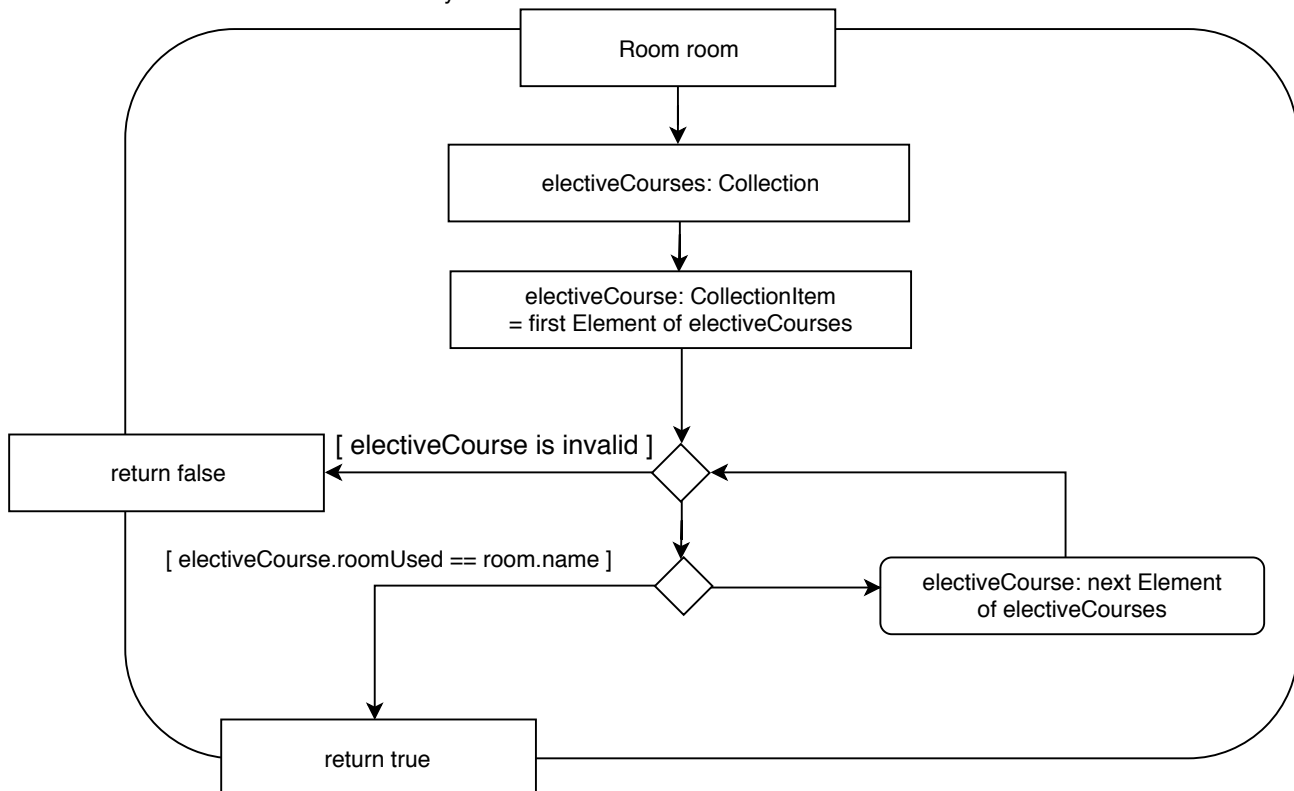 Room room
electiveCourses: Collection
electiveCourse: CollectionItem
= first Element of electiveCourses
[ electiveCourse is invalid ]
return false
[ electiveCourse.roomUsed == room.name ]
electiveCourse: next Element
of electiveCourses
return true